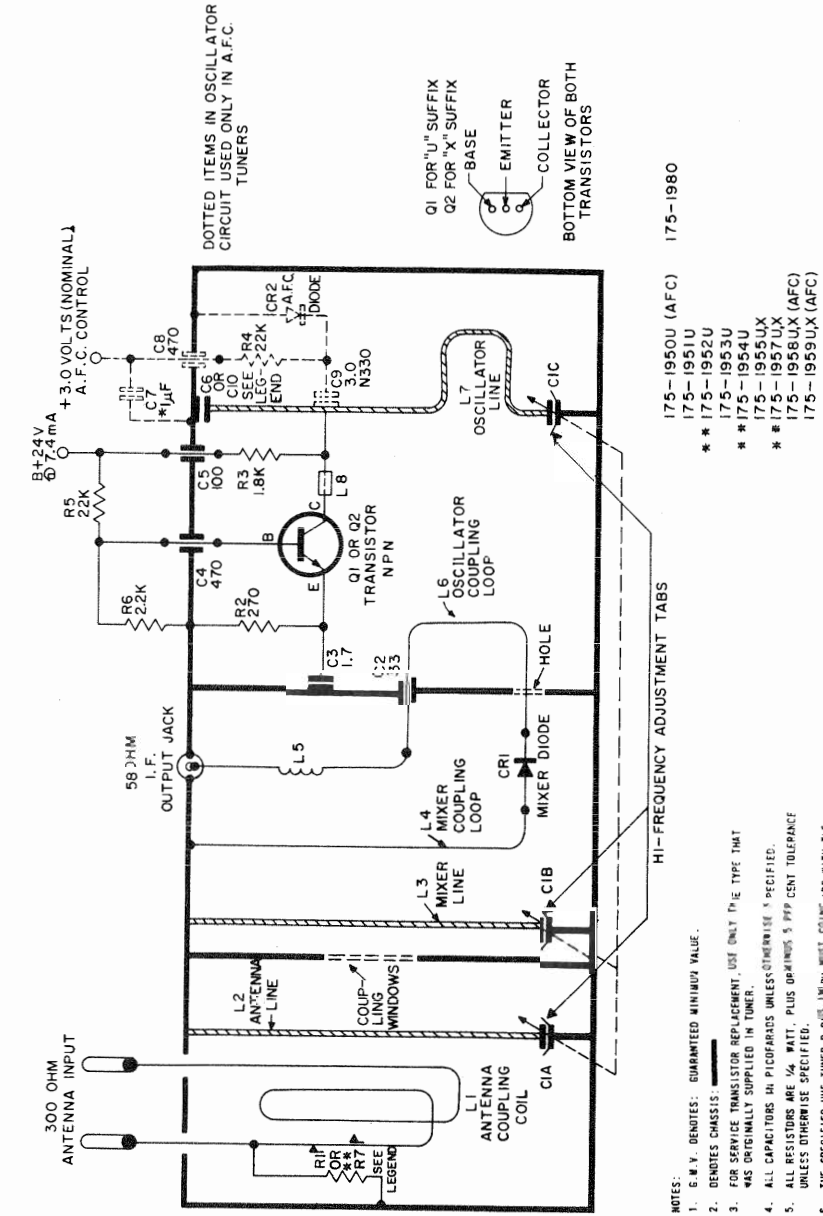 300 OHM
ANTENNA INPUT
58 OHM
I.F.
OUTPUT JACK
R6
2.2K
R5
22K
B+24V
@7.4mA
+3.0 VOLTS (NOMINAL)
A.F.C. CONTROL
DOTTED ITEMS IN OSCILLATOR
CIRCUIT USED ONLY IN A.F.C.
TUNERS
R1
OR
**
R7
SEE
LEGEND
L1
ANTENNA
COUPLING
COIL
L2
ANTENNA
LINE
COUP-
LING
WINDOWS
L3
MIXER
LINE
L4
MIXER
COUPLING
LOOP
L5
C3
1.7
C2
33
R2
270
C4
470
C5
100
R3
1.8K
C7
*1µF
C8
470
C6
OR
C10
SEE
LEG-
END
R4
22K
CR2
A.F.C.
DIODE
C9
3.0
N330
B
E
C
L8
Q1 OR Q2
TRANSISTOR
NPN
L6
OSCILLATOR
COUPLING
LOOP
L7
OSCILLATOR
LINE
CR1
MIXER DIODE
HOLE
C1A
C1B
C1C
HI-FREQUENCY ADJUSTMENT TABS
Q1 FOR "U" SUFFIX
Q2 FOR "X" SUFFIX
BASE
EMITTER
COLLECTOR
BOTTOM VIEW OF BOTH
TRANSISTORS
NOTES:
1. G.M.V. DENOTES: GUARANTEED MINIMUM VALUE.
2. DENOTES CHASSIS:
3. FOR SERVICE TRANSISTOR REPLACEMENT, USE ONLY THE TYPE THAT
WAS ORIGINALLY SUPPLIED IN TUNER.
4. ALL CAPACITORS IN PICOFARADS UNLESS OTHERWISE SPECIFIED.
5. ALL RESISTORS ARE ¼ WATT, PLUS OR MINUS 5 PER CENT TOLERANCE
UNLESS OTHERWISE SPECIFIED.
175-1950U (AFC) 175-1980
175-1951U
**175-1952U
175-1953U
**175-1954U
175-1955U,X
**175-1957U,X
175-1958U,X (AFC)
175-1959U,X (AFC)